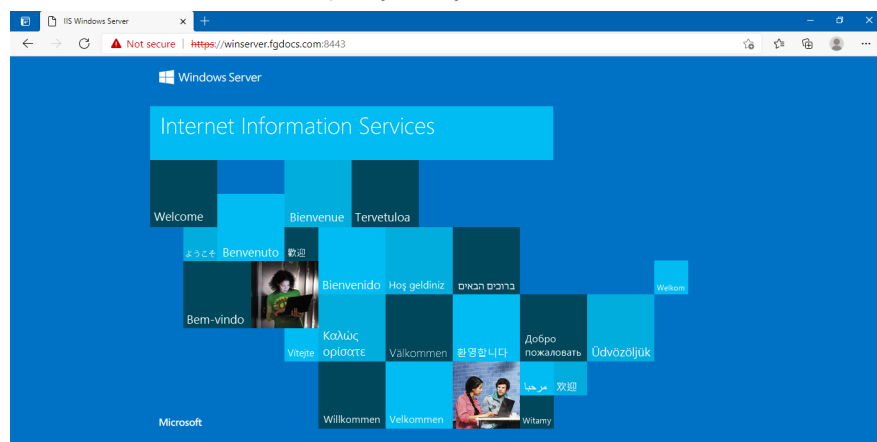 IIS Windows Server
Not secure | https://winserver.fgdocs.com:8443
Windows Server
Internet Information Services
Welcome
Bienvenue
Tervetuloa
ようこそ
Benvenuto
歡迎
Bienvenido
Hoş geldiniz
ברוכים הבאים
Welkom
Bem-vindo
Vítejte
Καλώς
ορίσατε
Välkommen
환영합니다
Добро
пожаловать
Üdvözöljük
مرحبا
欢迎
Willkommen
Velkommen
Witamy
Microsoft